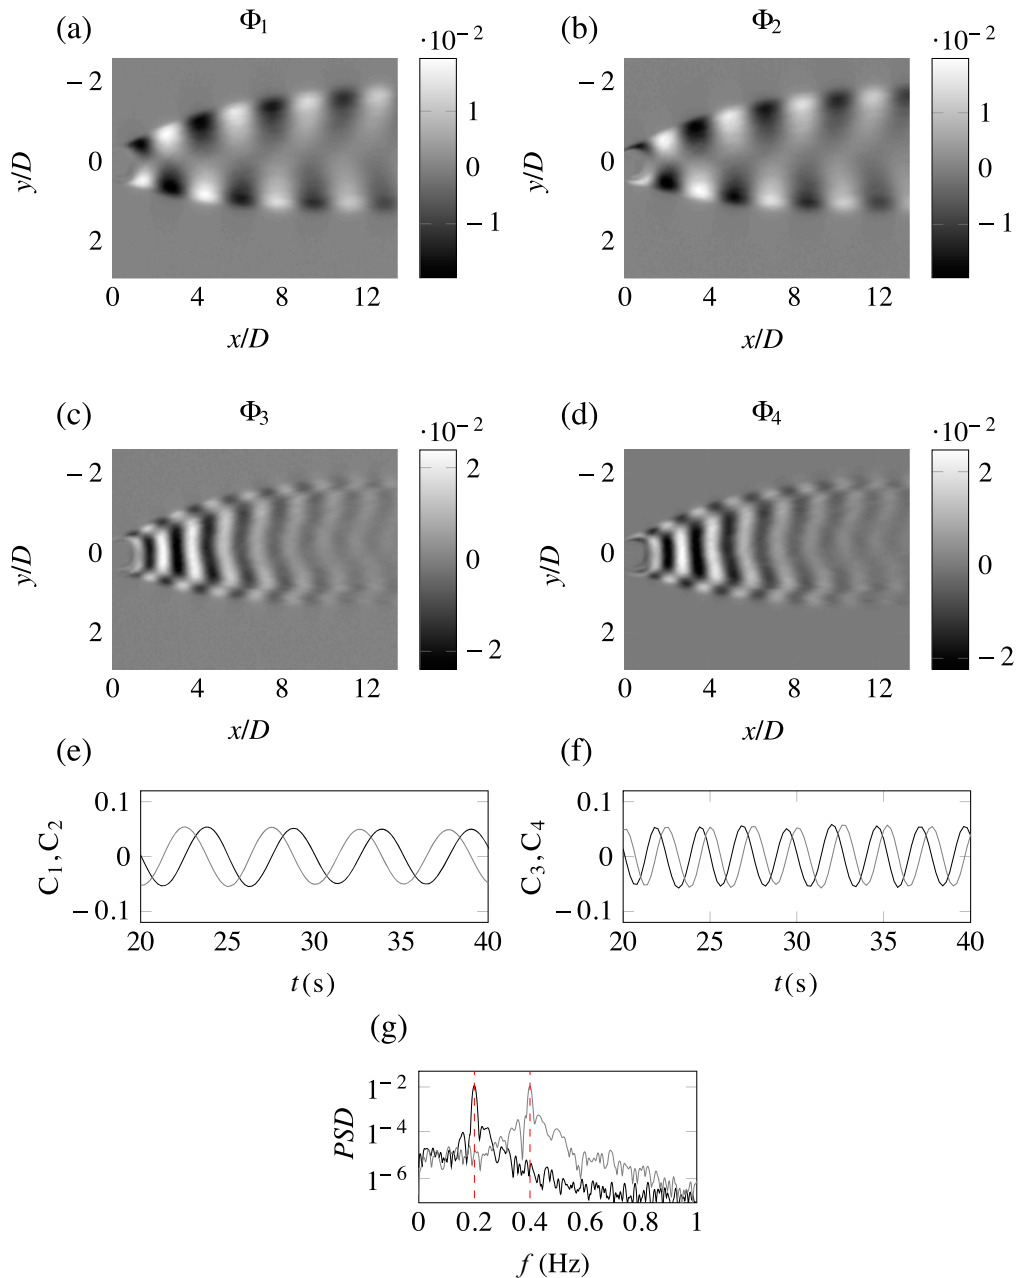 (a) Φ1 (b) Φ2
·10−2 ·10−2
−2 1 −2 1
y/D 0 0 y/D 0 0
2 −1 2 −1
0 4 8 12 0 4 8 12
x/D x/D
(c) Φ3 (d) Φ4
·10−2 ·10−2
−2 2 −2 2
y/D 0 0 y/D 0 0
2 −2 2 −2
0 4 8 12 0 4 8 12
x/D x/D
(e) (f)
0.1 0.1
C1, C2 0 C3, C4 0
−0.1 −0.1
20 25 30 35 40 20 25 30 35 40
t (s) t (s)
(g)
1−2
PSD 1−4
1−6
0 0.2 0.4 0.6 0.8 1
f (Hz)